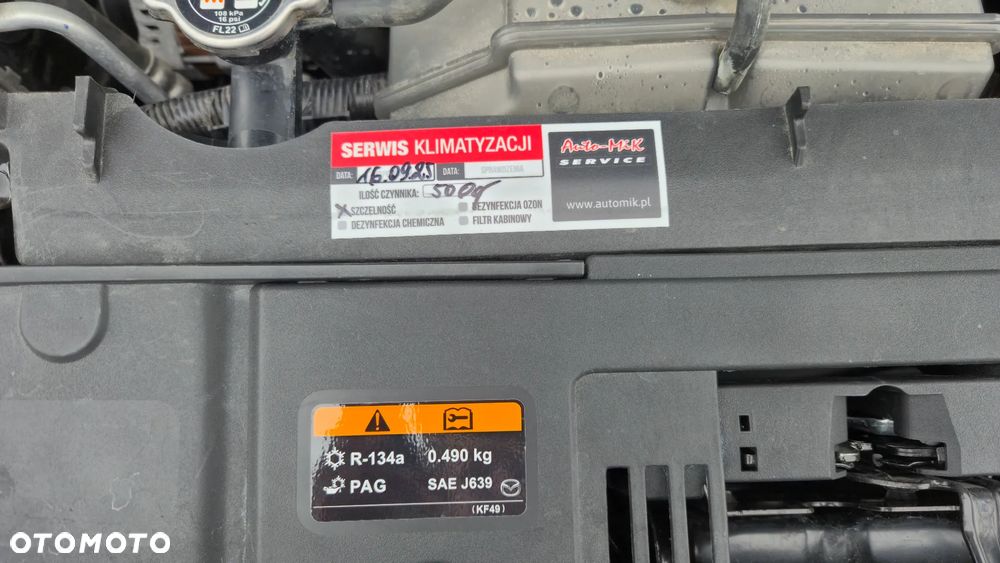 108 kPa
16 psi
FL22
SERWIS KLIMATYZACJI
DATA: 16.09.25 DATA: SPRAWDZENIA
ILOŚĆ CZYNNIKA: 500g
X SZCZELNOŚĆ DEZYNFEKCJA OZON
DEZYNFEKCJA CHEMICZNA FILTR KABINOWY
Auto-M&K
SERVICE
www.automik.pl
R-134a 0.490 kg
PAG SAE J639
(KF49)
OTOMOTO